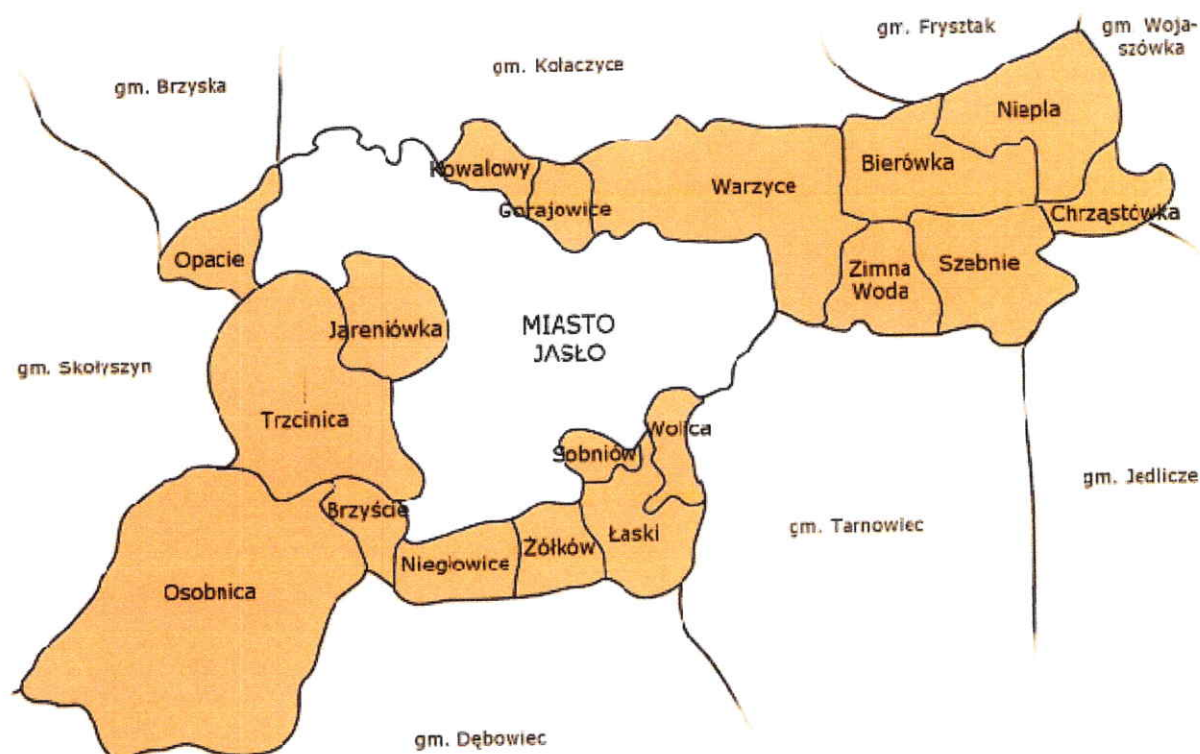 gm. Frysztak
gm Woja-
szówka
gm. Kołaczyce
gm. Brzyska
Niepla
Kowalowy
Bierówka
Warzyce
Gorajowice
Chrząstówka
Opacie
Zimna
Woda
Szebnie
Jareniówka
MIASTO
JASŁO
gm. Skołyszyn
Trzcinica
Wolica
Sobniów
gm. Jedlicze
Brzyście
gm. Tarnowiec
Łaski
Żółków
Niegłowice
Osobnica
gm. Dębowiec